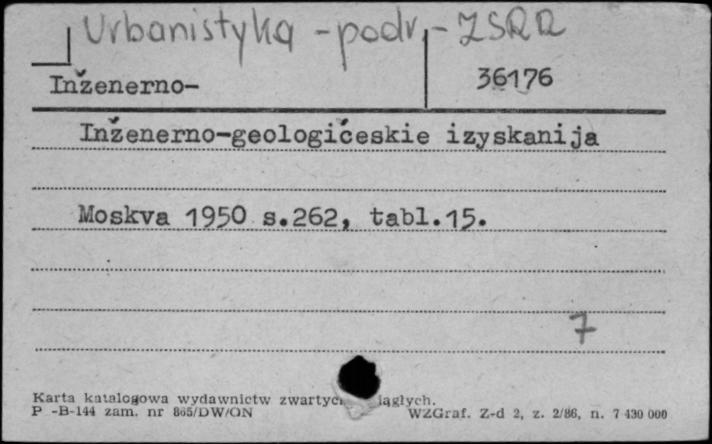 Urbanistyka - podr. - ZSRR
Inženerno- 36176
Inženerno-geologičeskie izyskanija
Moskva 1950 s.262, tabl.15.
7
Karta katalogowa wydawnictw zwartych ciągłych.
P -B-144 zam. nr 865/DW/ON WZGraf. Z-d 2, z. 2/86, n. 7 430 000